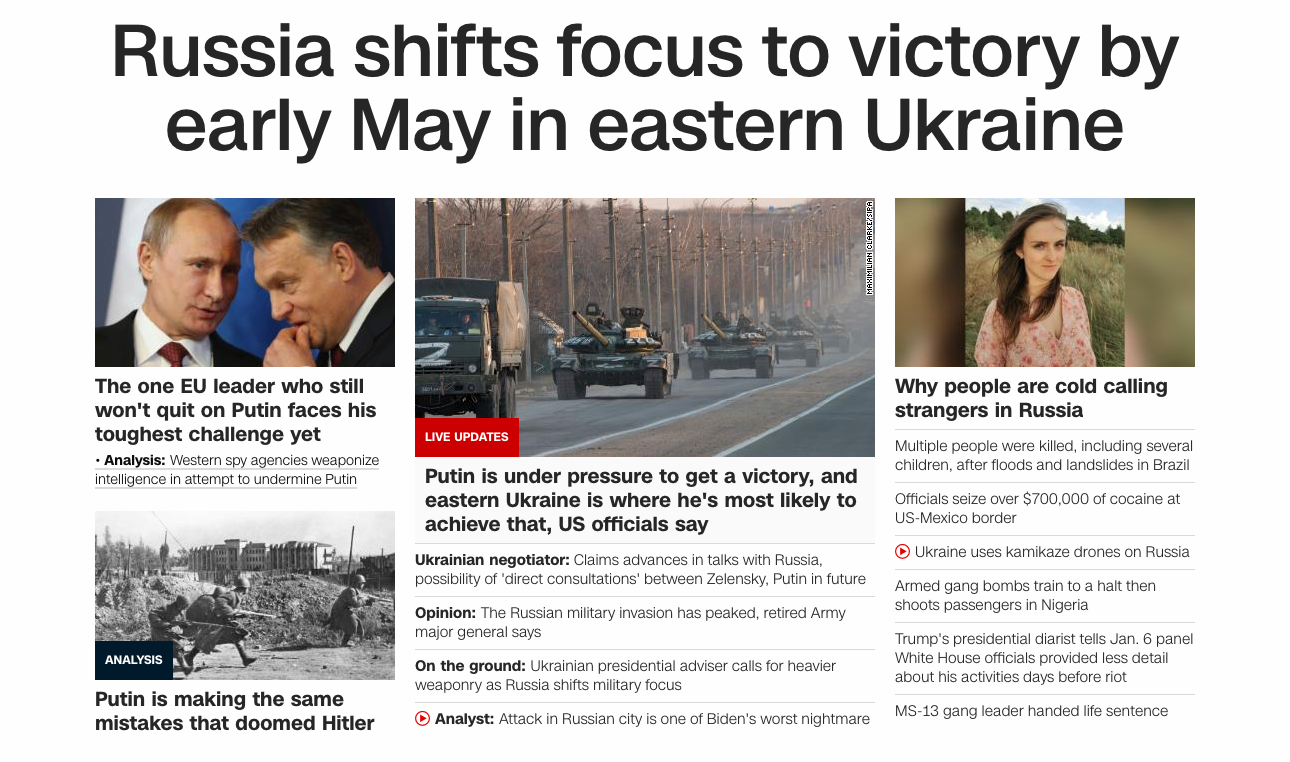 Russia shifts focus to victory by
early May in eastern Ukraine
The one EU leader who still
won't quit on Putin faces his
toughest challenge yet
• Analysis: Western spy agencies weaponize
intelligence in attempt to undermine Putin
ANALYSIS
Putin is making the same
mistakes that doomed Hitler
MAXIMILIAN CLARKE/SIPA
Z
LIVE UPDATES
Putin is under pressure to get a victory, and
eastern Ukraine is where he's most likely to
achieve that, US officials say
Ukrainian negotiator: Claims advances in talks with Russia,
possibility of 'direct consultations' between Zelensky, Putin in future
Opinion: The Russian military invasion has peaked, retired Army
major general says
On the ground: Ukrainian presidential adviser calls for heavier
weaponry as Russia shifts military focus
Analyst: Attack in Russian city is one of Biden's worst nightmare
Why people are cold calling
strangers in Russia
Multiple people were killed, including several
children, after floods and landslides in Brazil
Officials seize over $700,000 of cocaine at
US-Mexico border
Ukraine uses kamikaze drones on Russia
Armed gang bombs train to a halt then
shoots passengers in Nigeria
Trump's presidential diarist tells Jan. 6 panel
White House officials provided less detail
about his activities days before riot
MS-13 gang leader handed life sentence